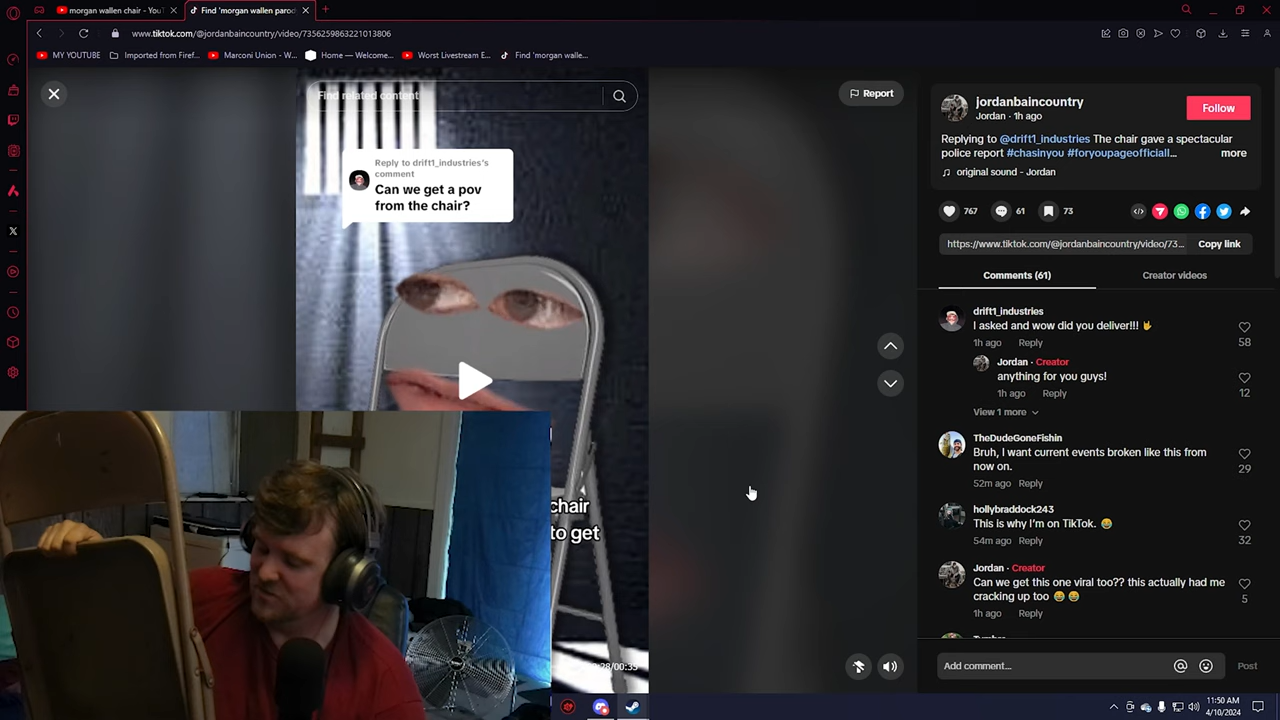 morgan wallen chair - YouT
Find 'morgan wallen parod
www.tiktok.com/@jordanbaincountry/video/7356259863221013806
MY YOUTUBE
Imported from Firef...
Marconi Union - W...
Home — Welcome...
Worst Livestream E...
Find 'morgan walle...
Find related content
Report
Reply to drift1_industries's
comment
Can we get a pov
from the chair?
chair
to get
00:35
jordanbaincountry
Jordan · 1h ago
Follow
Replying to @drift1_industries The chair gave a spectacular
police report #chasinyou #foryoupageofficiall... more
original sound - Jordan
767
61
73
https://www.tiktok.com/@jordanbaincountry/video/73...
Copy link
Comments (61)
Creator videos
drift1_industries
I asked and wow did you deliver!!! 🤟
1h ago Reply
58
Jordan · Creator
anything for you guys!
1h ago Reply
12
View 1 more
TheDudeGoneFishin
Bruh, I want current events broken like this from
now on.
52m ago Reply
29
hollybraddock243
This is why I'm on TikTok. 😂
54m ago Reply
32
Jordan · Creator
Can we get this one viral too?? this actually had me
cracking up too 😂 😂
1h ago Reply
5
Add comment...
Post
11:50 AM
4/10/2024